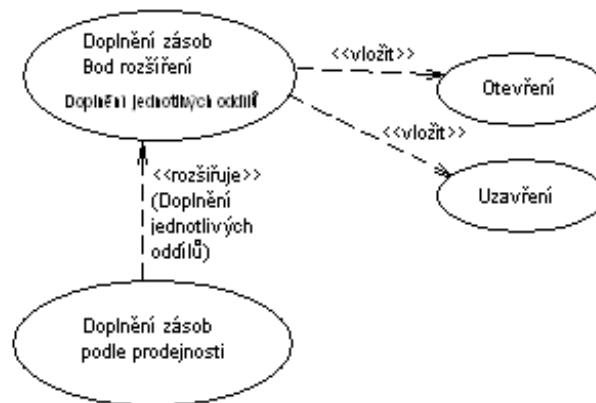 Doplnění zásob
Bod rozšíření
Doplnění jednotlivých oddílů
<<vložit>>
Otevření
<<vložit>>
Uzavření
<<rozšiřuje>>
(Doplnění
jednotlivých
oddílů)
Doplnění zásob
podle prodejnosti